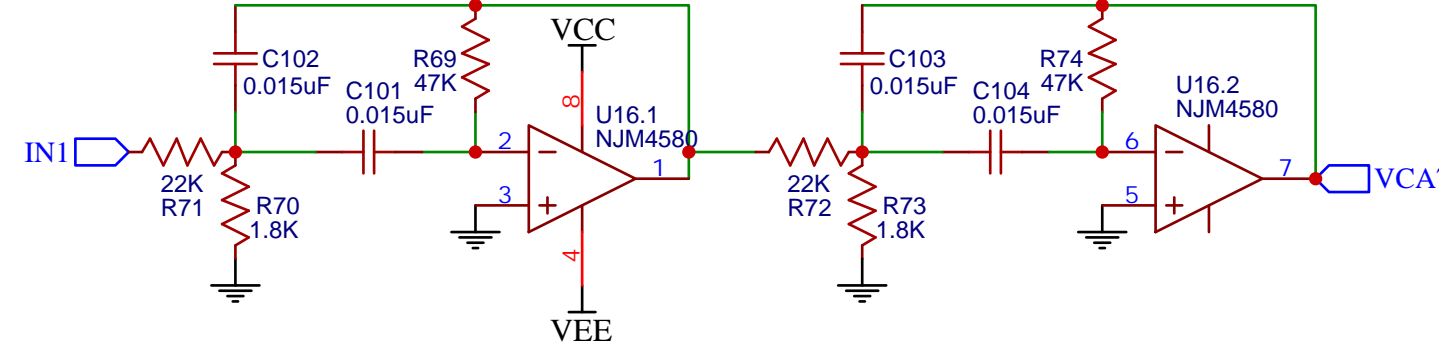 VCC
C102
0.015uF
R69
47K
C101
0.015uF
8
U16.1
NJM4580
IN1
2
1
3
22K
R71
R70
1.8K
4
VEE
C103
0.015uF
R74
47K
C104
0.015uF
U16.2
NJM4580
6
7
5
22K
R72
R73
1.8K